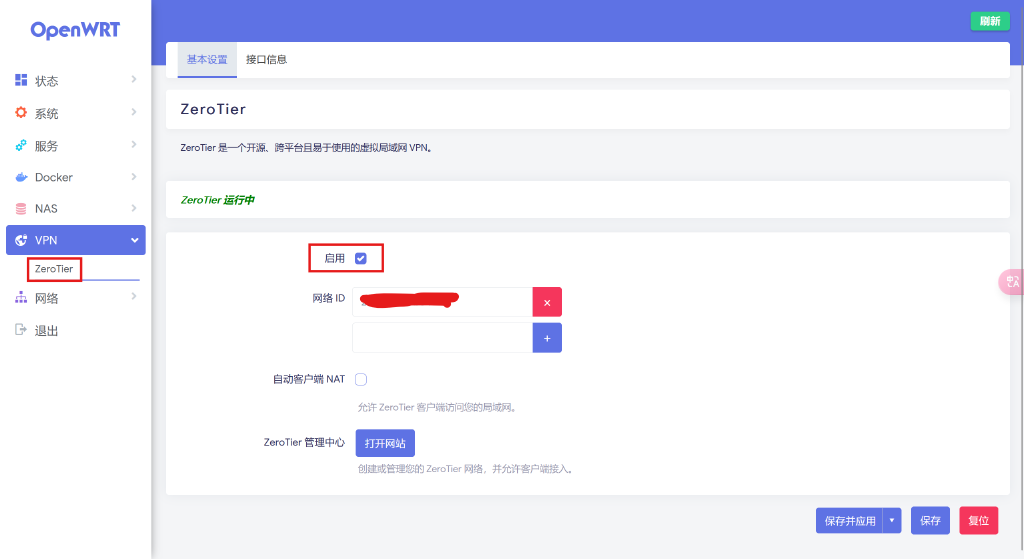 OpenWRT
刷新
状态
系统
服务
Docker
NAS
VPN
ZeroTier
网络
退出
基本设置 接口信息
ZeroTier
ZeroTier 是一个开源、跨平台且易于使用的虚拟局域网 VPN。
ZeroTier 运行中
启用
网络 ID
×
+
自动客户端 NAT
允许 ZeroTier 客户端访问您的局域网。
ZeroTier 管理中心 打开网站
创建或管理您的 ZeroTier 网络，并允许客户端接入。
保存并应用 保存 复位
中 CA